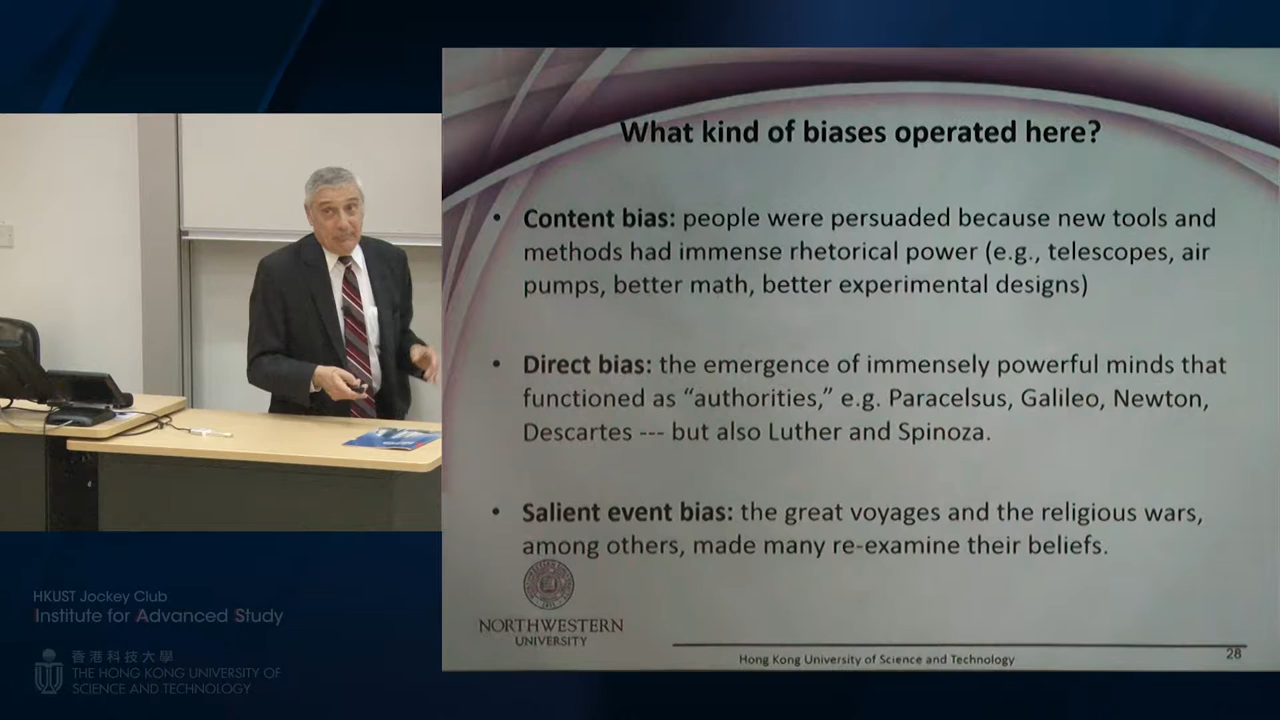 What kind of biases operated here?
• Content bias: people were persuaded because new tools and
methods had immense rhetorical power (e.g., telescopes, air
pumps, better math, better experimental designs)
• Direct bias: the emergence of immensely powerful minds that
functioned as “authorities,” e.g. Paracelsus, Galileo, Newton,
Descartes --- but also Luther and Spinoza.
• Salient event bias: the great voyages and the religious wars,
among others, made many re-examine their beliefs.
NORTHWESTERN
UNIVERSITY
Hong Kong University of Science and Technology
28
HKUST Jockey Club
Institute for Advanced Study
香港科技大學
THE HONG KONG UNIVERSITY OF
SCIENCE AND TECHNOLOGY